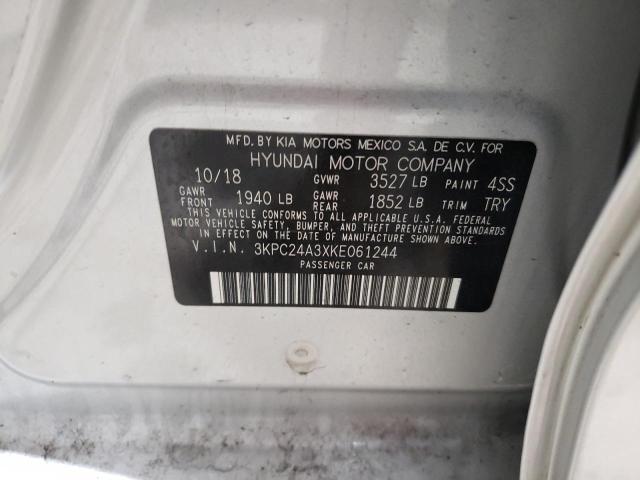 MFD. BY KIA MOTORS MEXICO S.A. DE C.V. FOR
HYUNDAI MOTOR COMPANY
10/18 GVWR 3527 LB PAINT 4SS
GAWR FRONT 1940 LB GAWR REAR 1852 LB TRIM TRY
THIS VEHICLE CONFORMS TO ALL APPLICABLE U.S.A. FEDERAL
MOTOR VEHICLE SAFETY, BUMPER, AND THEFT PREVENTION STANDARDS
IN EFFECT ON THE DATE OF MANUFACTURE SHOWN ABOVE.
V.I.N. 3KPC24A3XKE061244
PASSENGER CAR